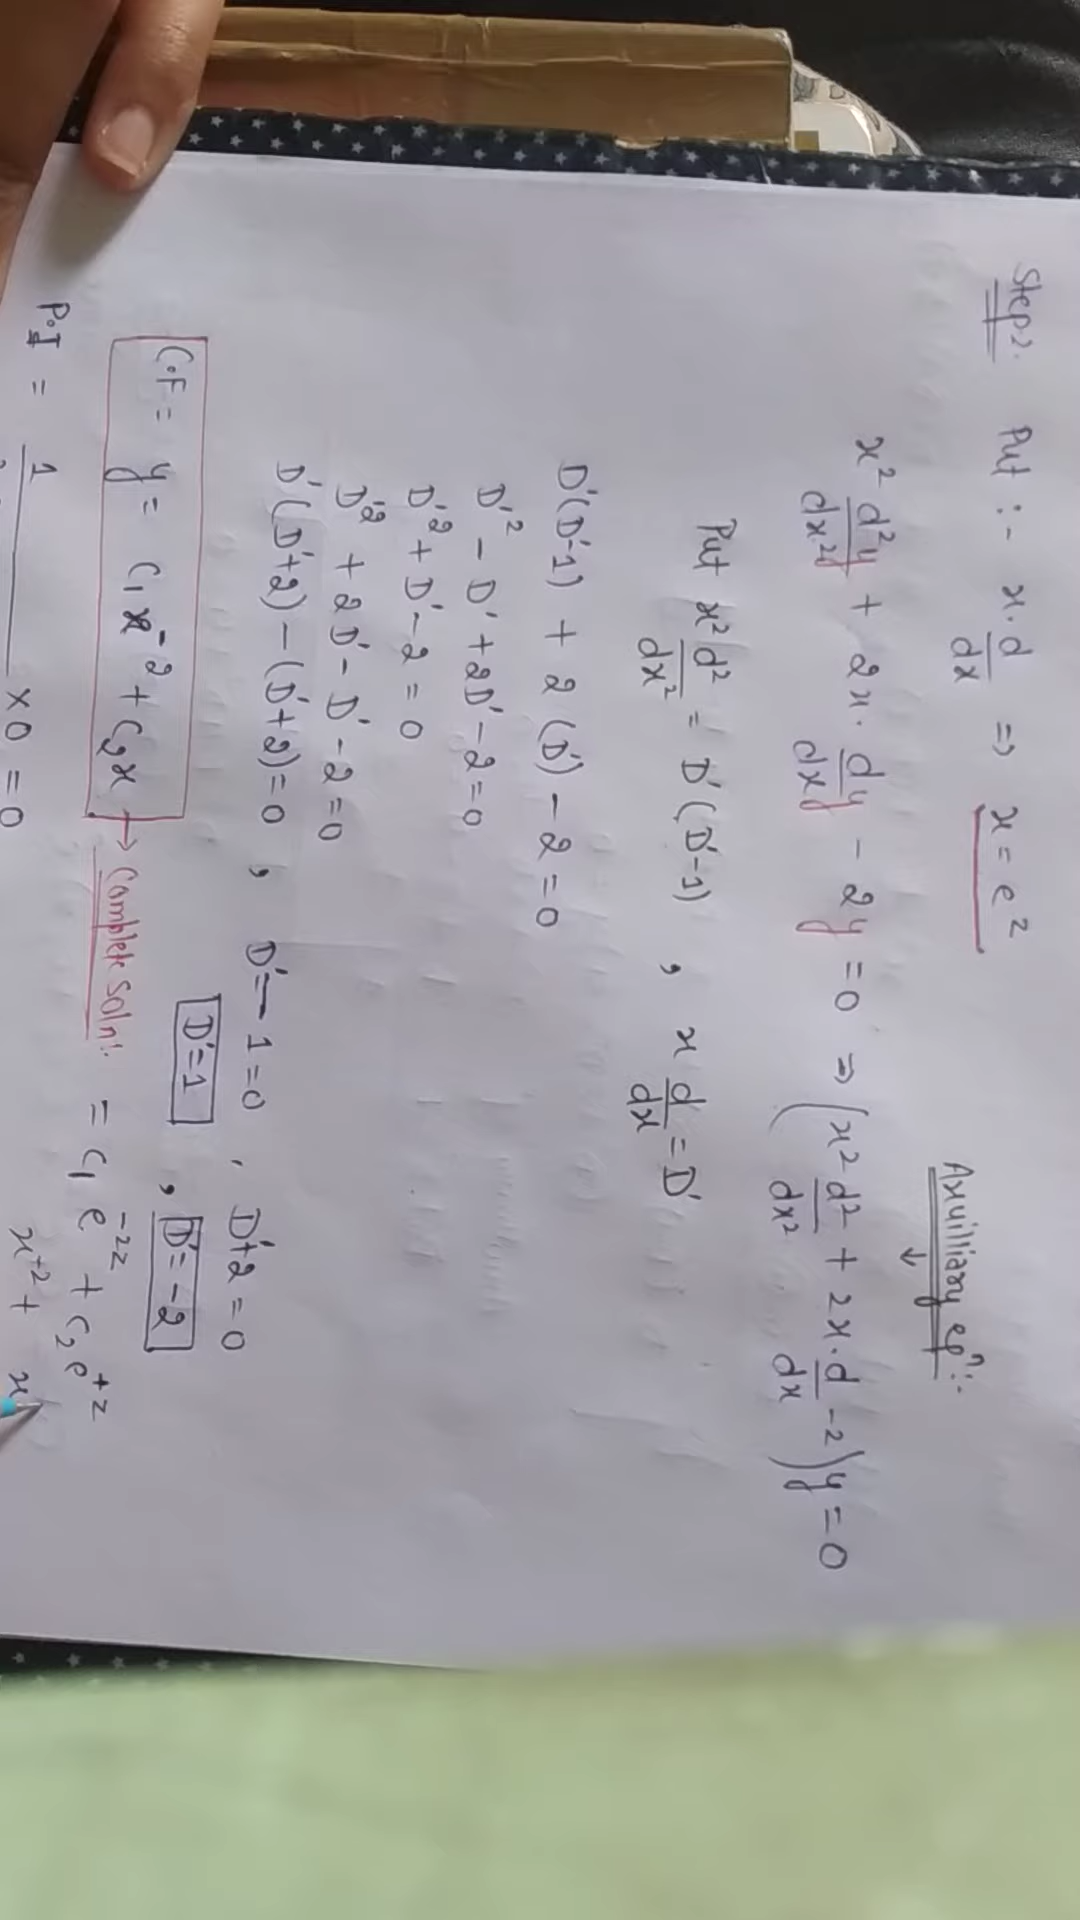 Step2. Put :- x.d/dx => x = e^z
Axuilliary eqn:-
↓
x² d²y/dx² + 2x. dy/dx - 2y = 0 => (x² d²/dx² + 2x. d/dx - 2) y = 0
Put x² d²/dx² = D'(D'-1) , x d/dx = D'
D'(D'-1) + 2 (D') - 2 = 0
D'² - D' + 2D' - 2 = 0
D'² + D' - 2 = 0
D'² + 2D' - D' - 2 = 0
D'(D'+2) - (D'+2) = 0 , D' - 1 = 0 , D'+2 = 0
D'=1 , D'=-2
C.F = y = C₁ x⁻² + C₂x → Complete Soln:- = C₁ e^-2z + C₂ e^+z
P.I = 1 x 0 = 0
x^+2 + x